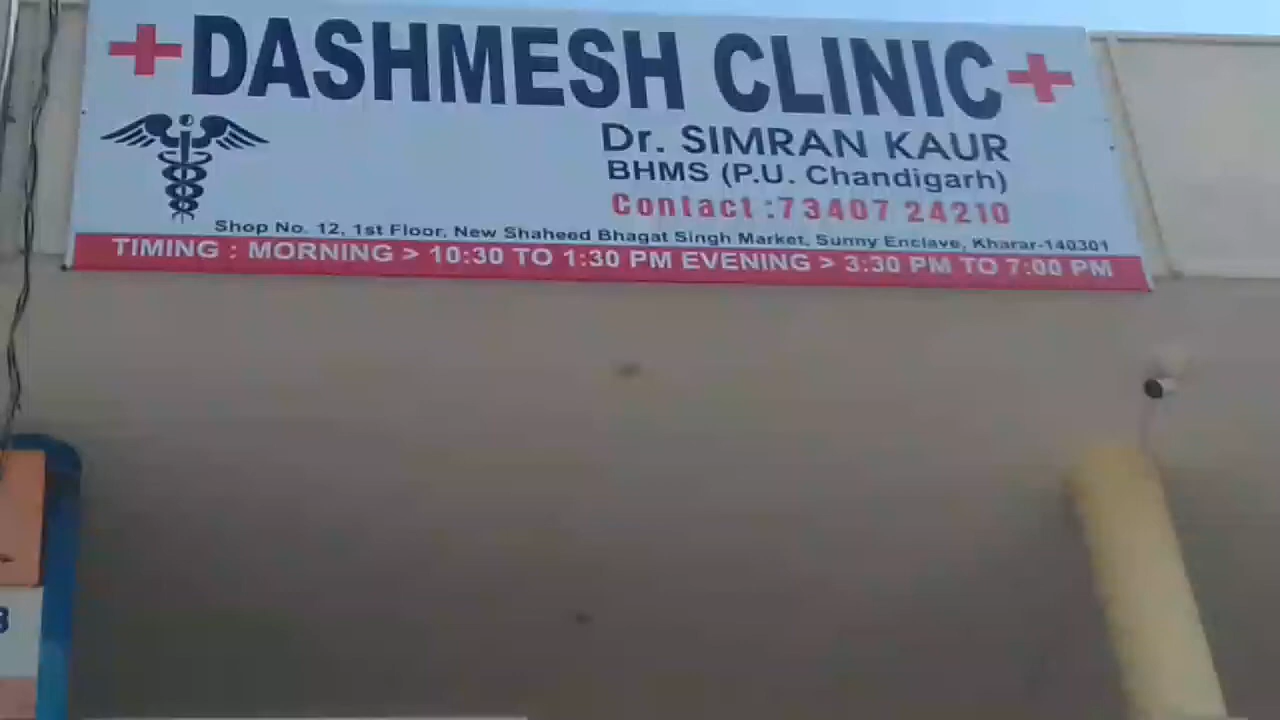 DASHMESH CLINIC
Dr. SIMRAN KAUR
BHMS (P.U. Chandigarh)
Contact :73407 24210
Shop No. 12, 1st Floor, New Shaheed Bhagat Singh Market, Sunny Enclave, Kharar-140301
TIMING : MORNING > 10:30 TO 1:30 PM EVENING > 3:30 PM TO 7:00 PM